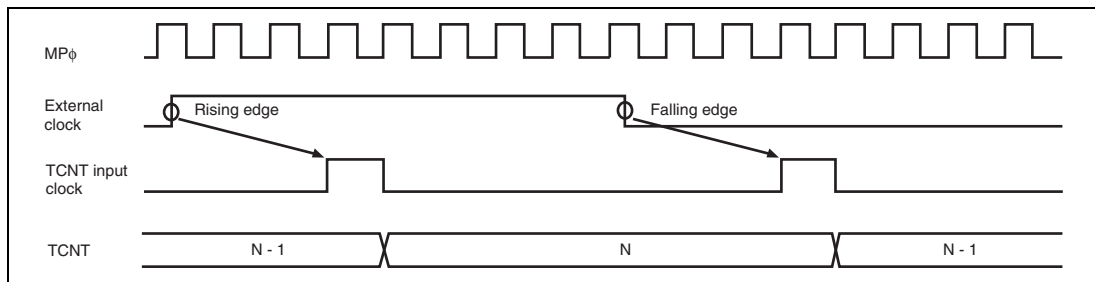 MPφ
External
clock
Rising edge
Falling edge
TCNT input
clock
TCNT
N - 1
N
N - 1